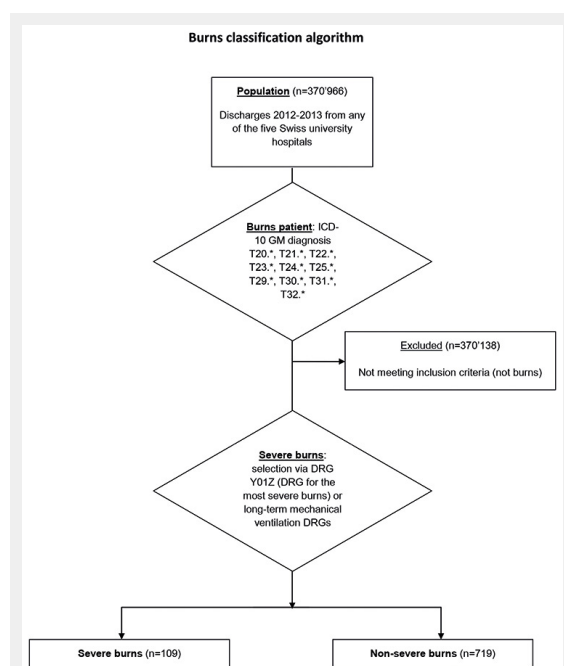 Burns classification algorithm
Population (n=370'966)
Discharges 2012-2013 from any
of the five Swiss university
hospitals
Burns patient: ICD-
10 GM diagnosis
T20.*, T21.*, T22.*,
T23.*, T24.*, T25.*,
T29.*, T30.*, T31.*,
T32.*
Excluded (n=370'138)
Not meeting inclusion criteria (not burns)
Severe burns:
selection via DRG
Y01Z (DRG for the
most severe burns) or
long-term mechanical
ventilation DRGs
Severe burns (n=109)
Non-severe burns (n=719)